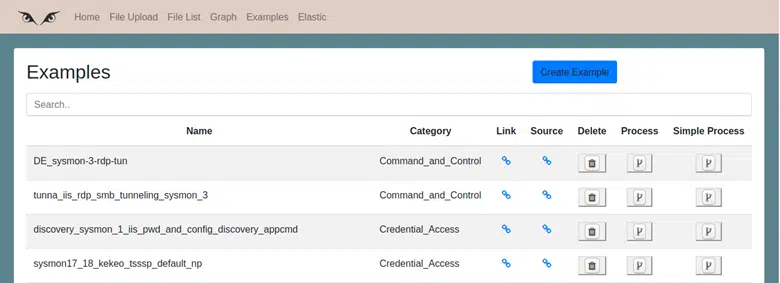 Home File Upload File List Graph Examples Elastic
Examples Create Example
Search..
Name Category Link Source Delete Process Simple Process
DE_sysmon-3-rdp-tun Command_and_Control
tunna_iis_rdp_smb_tunneling_sysmon_3 Command_and_Control
discovery_sysmon_1_iis_pwd_and_config_discovery_appcmd Credential_Access
sysmon17_18_kekeo_tsssp_default_np Credential_Access